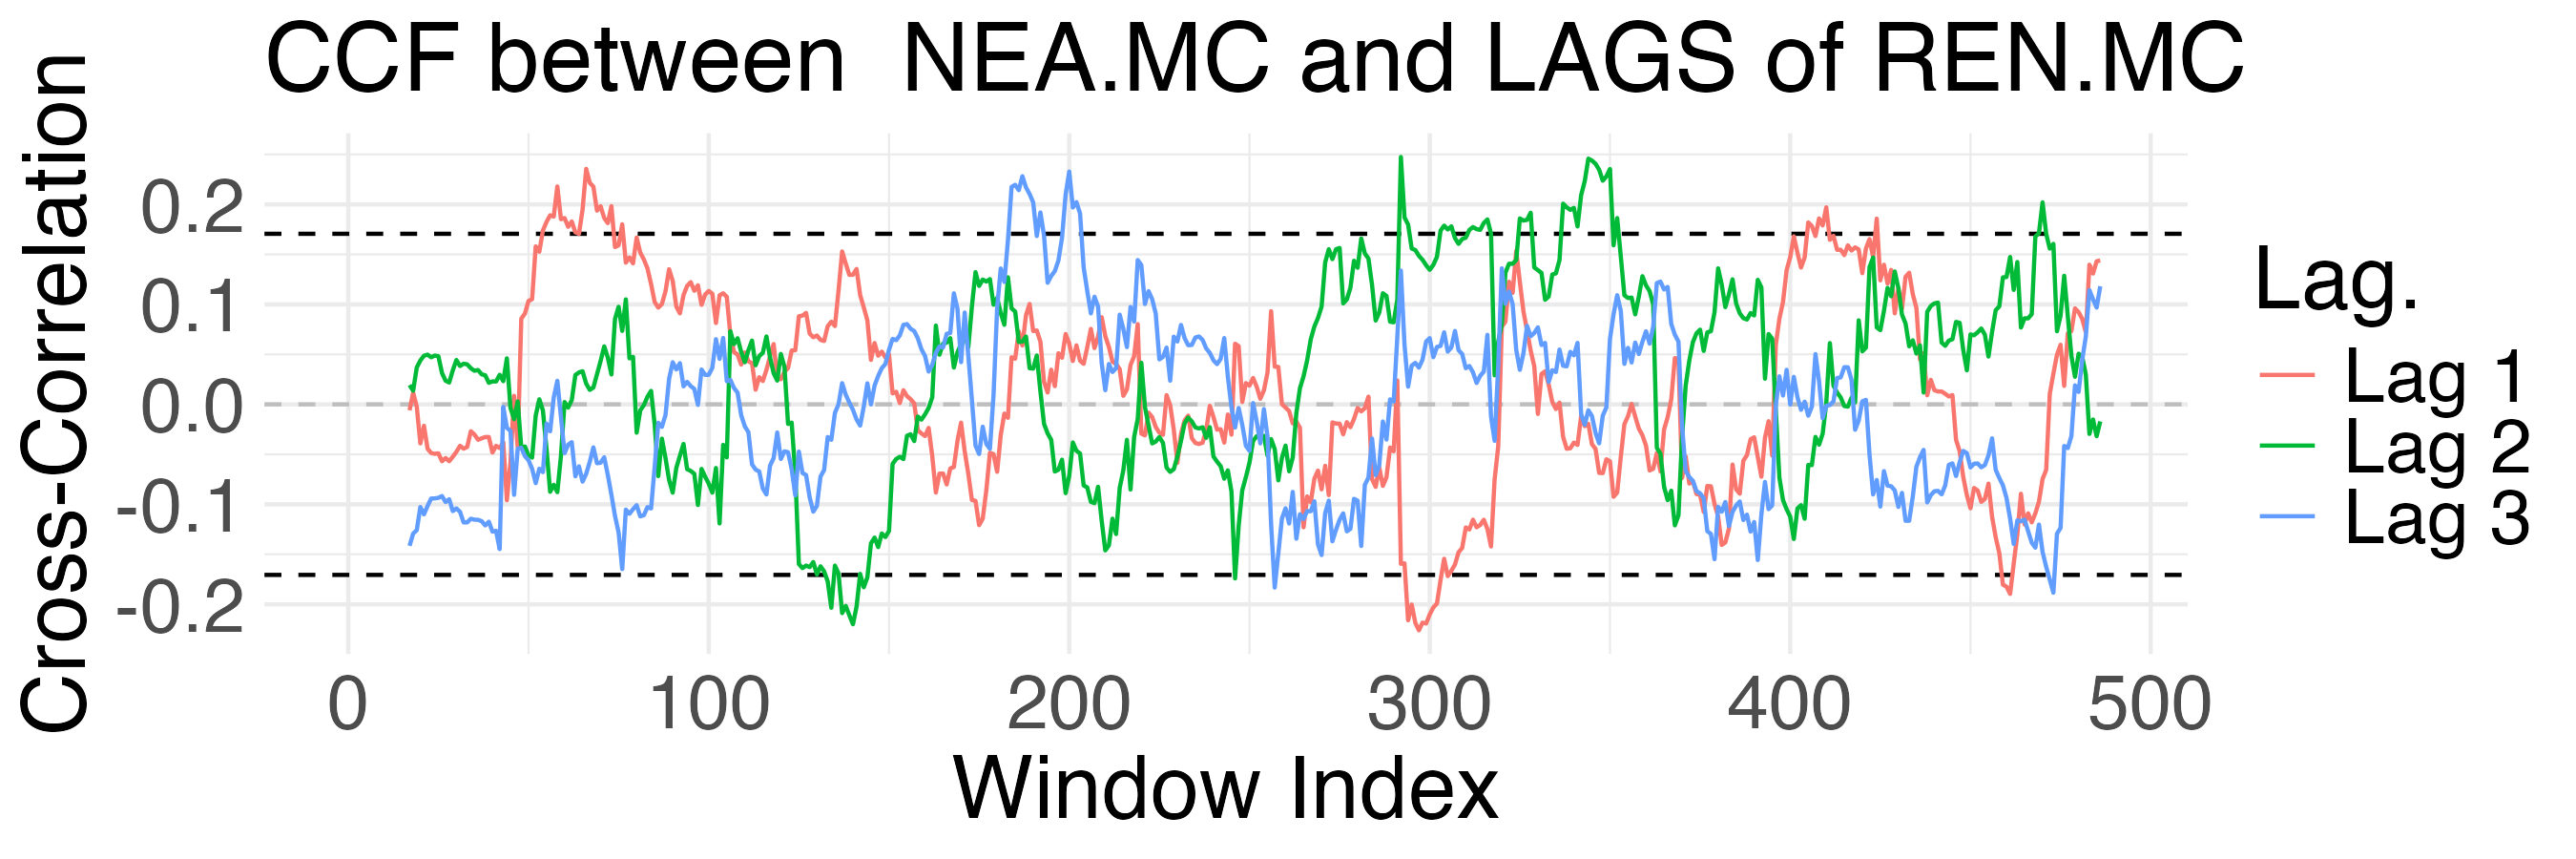 CCF between  NEA.MC and LAGS of REN.MC
Cross-Correlation
0.2
0.1
0.0
-0.1
-0.2
0 100 200 300 400 500
Window Index
Lag.
Lag 1
Lag 2
Lag 3